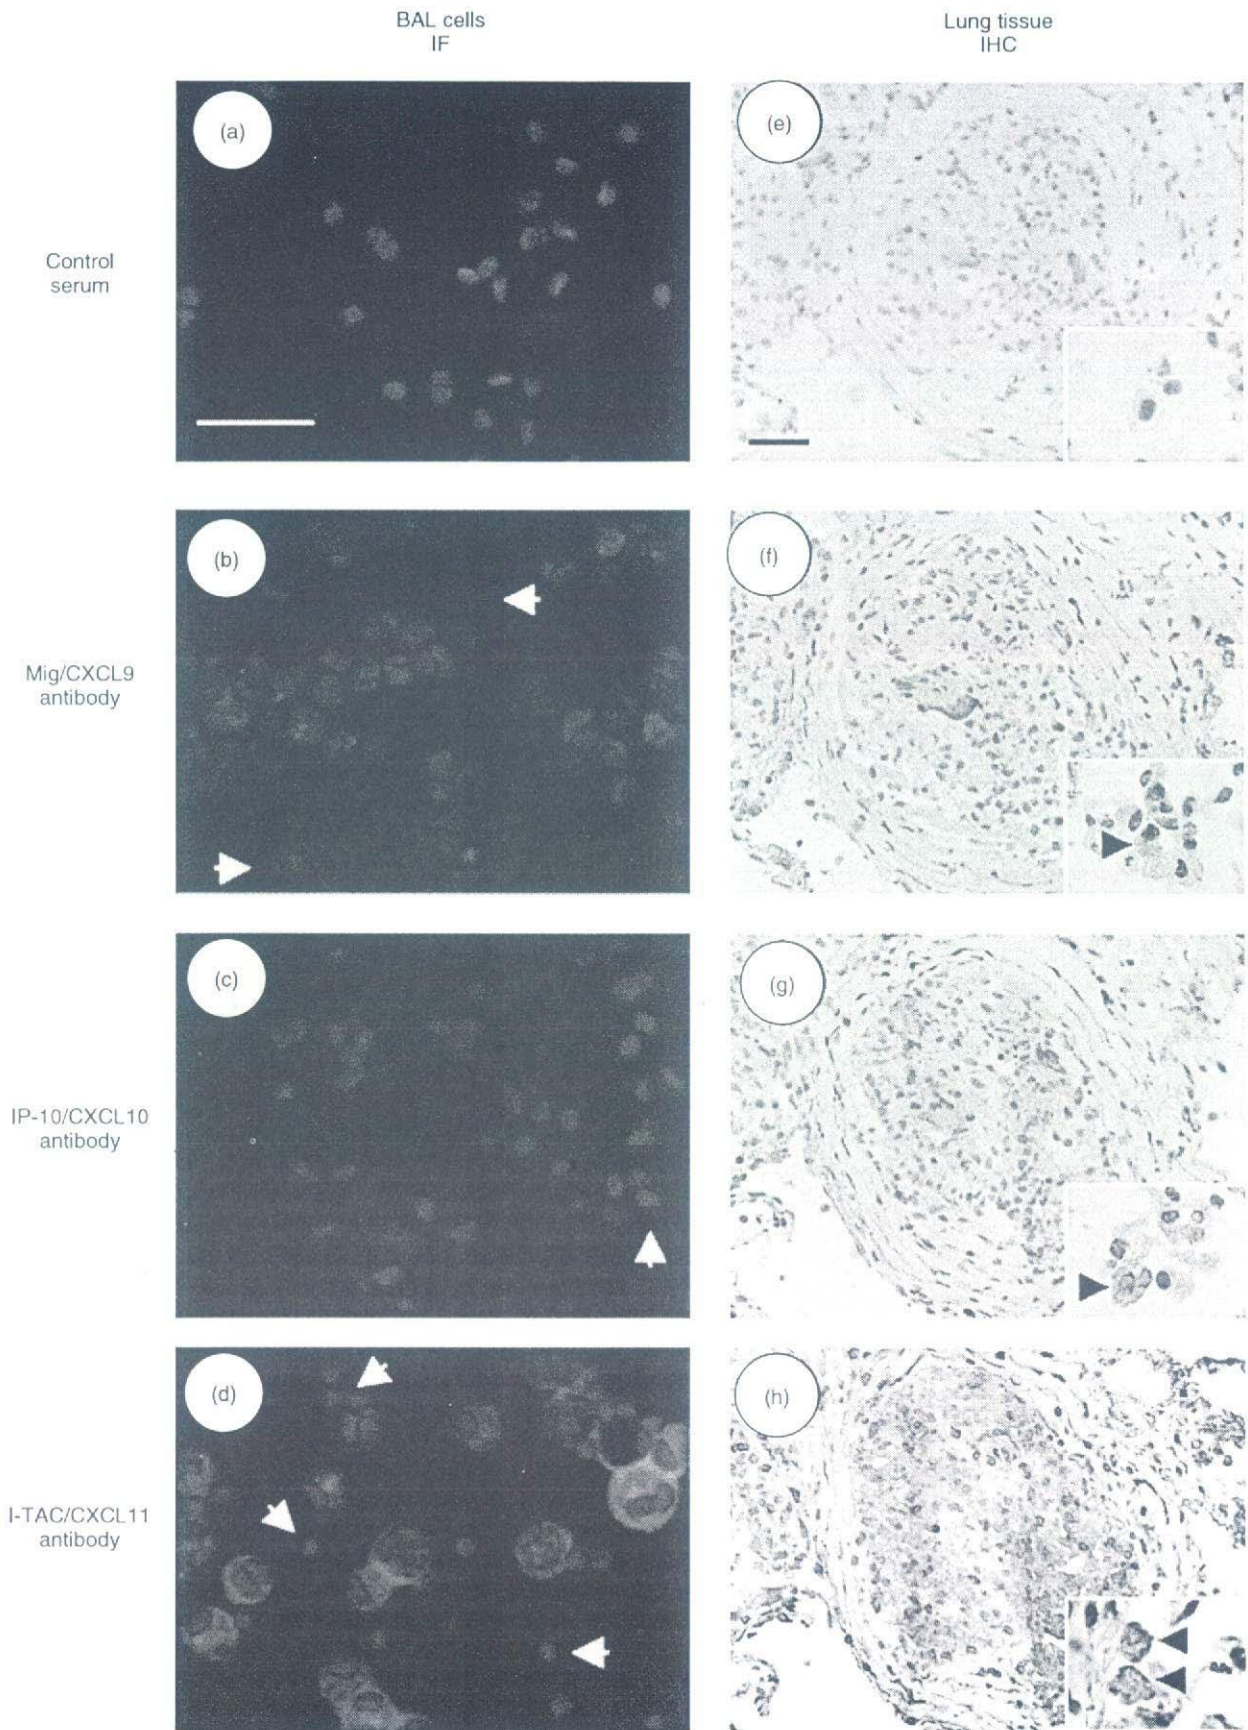 BAL cells
IF
Lung tissue
IHC
Control
serum
(a)
(e)
Mig/CXCL9
antibody
(b)
(f)
IP-10/CXCL10
antibody
(c)
(g)
I-TAC/CXCL11
antibody
(d)
(h)